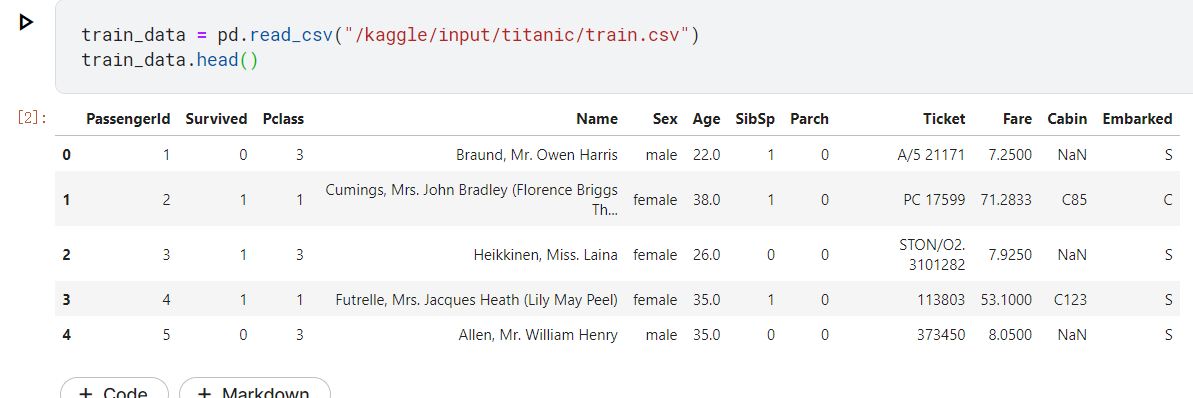 train_data = pd.read_csv("/kaggle/input/titanic/train.csv")
train_data.head()
[2]:
PassengerId Survived Pclass Name Sex Age SibSp Parch Ticket Fare Cabin Embarked
0 1 0 3 Braund, Mr. Owen Harris male 22.0 1 0 A/5 21171 7.2500 NaN S
1 2 1 1 Cumings, Mrs. John Bradley (Florence Briggs Th... female 38.0 1 0 PC 17599 71.2833 C85 C
2 3 1 3 Heikkinen, Miss. Laina female 26.0 0 0 STON/O2. 3101282 7.9250 NaN S
3 4 1 1 Futrelle, Mrs. Jacques Heath (Lily May Peel) female 35.0 1 0 113803 53.1000 C123 S
4 5 0 3 Allen, Mr. William Henry male 35.0 0 0 373450 8.0500 NaN S
+ Code + Markdown